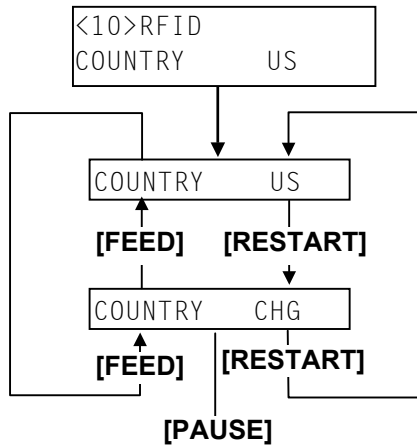 <10>RFID
COUNTRY US
COUNTRY US
[FEED] [RESTART]
COUNTRY CHG
[FEED] [RESTART]
[PAUSE]